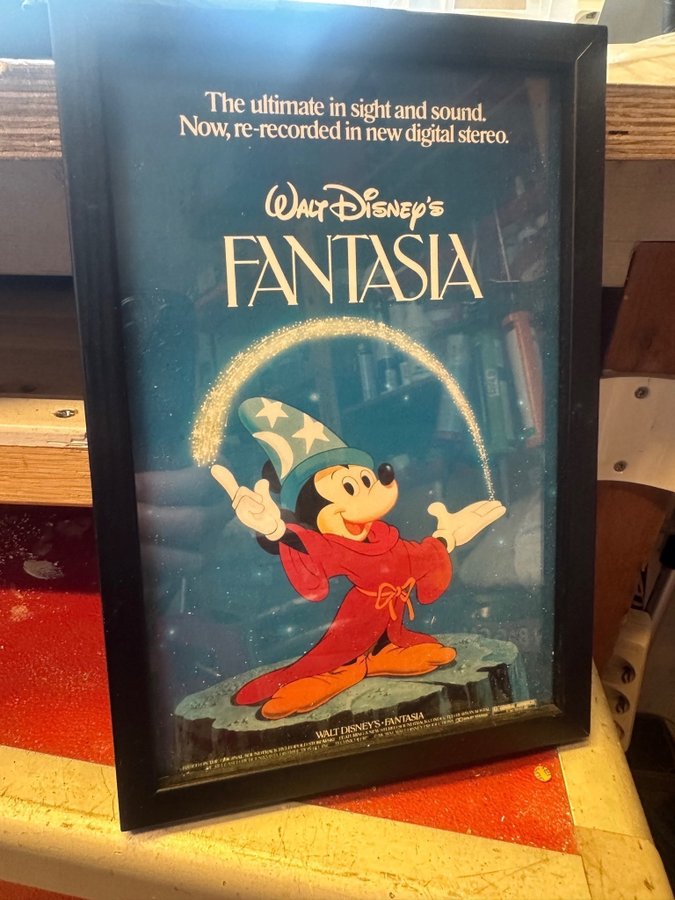 The ultimate in sight and sound.
Now, re-recorded in new digital stereo.
WALT DISNEY'S
FANTASIA
WALT DISNEY'S • FANTASIA